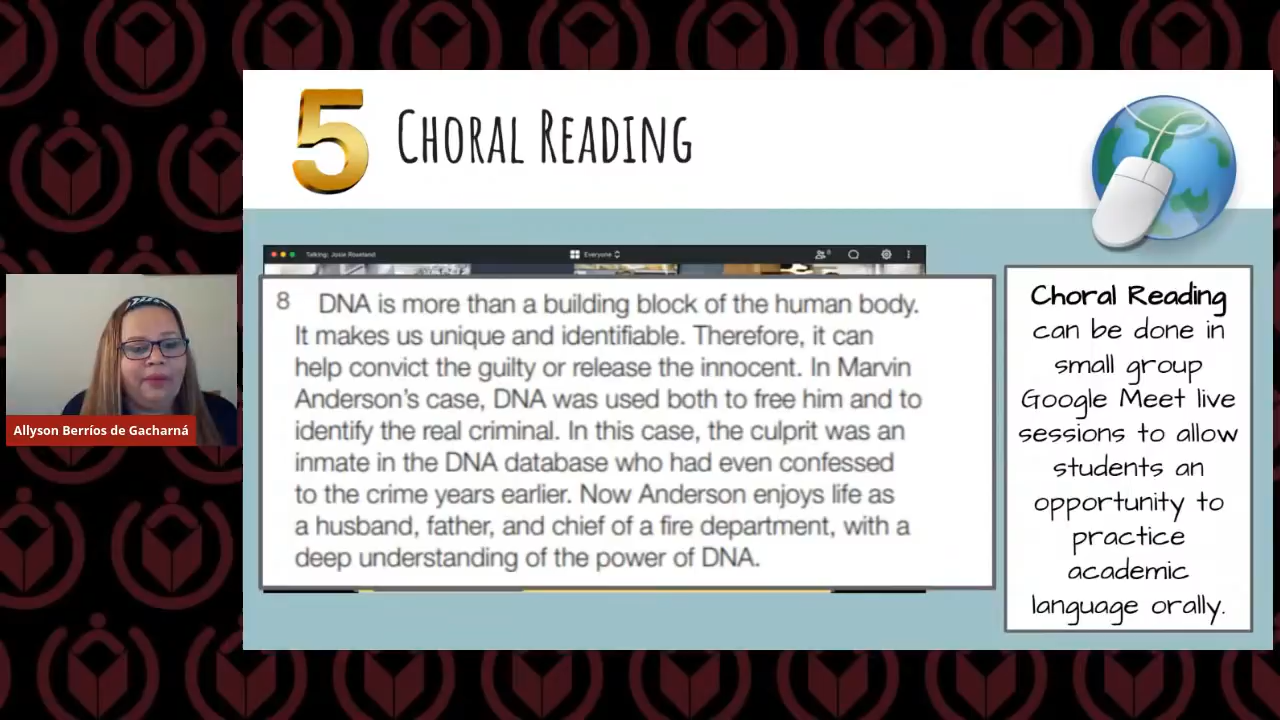 5 CHORAL READING
Talking: Josie Roseland
Everyone
8 DNA is more than a building block of the human body.
It makes us unique and identifiable. Therefore, it can
help convict the guilty or release the innocent. In Marvin
Anderson's case, DNA was used both to free him and to
identify the real criminal. In this case, the culprit was an
inmate in the DNA database who had even confessed
to the crime years earlier. Now Anderson enjoys life as
a husband, father, and chief of a fire department, with a
deep understanding of the power of DNA.
Choral Reading
can be done in
small group
Google Meet live
sessions to allow
students an
opportunity to
practice
academic
language orally.
Allyson Berríos de Gacharná